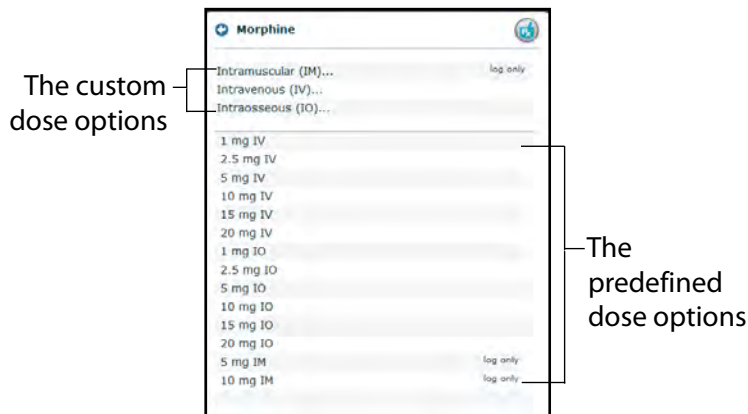 Morphine
The custom
dose options
Intramuscular (IM)... log only
Intravenous (IV)...
Intraosseous (IO)...
1 mg IV
2.5 mg IV
5 mg IV
10 mg IV
15 mg IV
20 mg IV
1 mg IO
2.5 mg IO
5 mg IO
10 mg IO
15 mg IO
20 mg IO
5 mg IM log only
10 mg IM log only
The
predefined
dose options